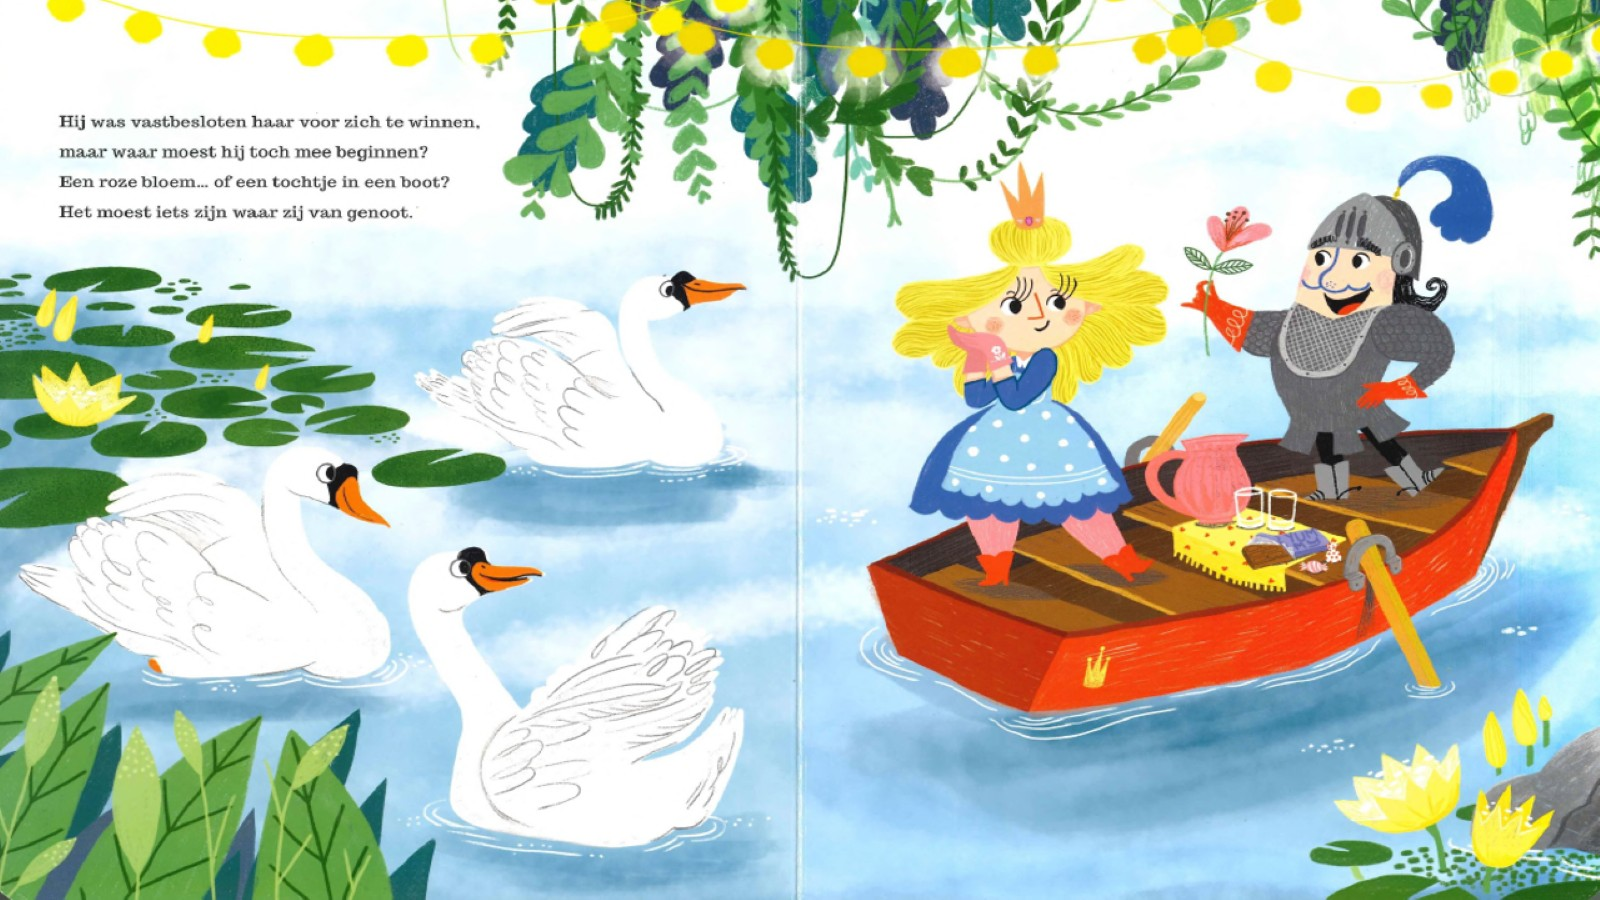 Hij was vastbesloten haar voor zich te winnen,
maar waar moest hij toch mee beginnen?
Een roze bloem... of een tochtje in een boot?
Het moest iets zijn waar zij van genoot.